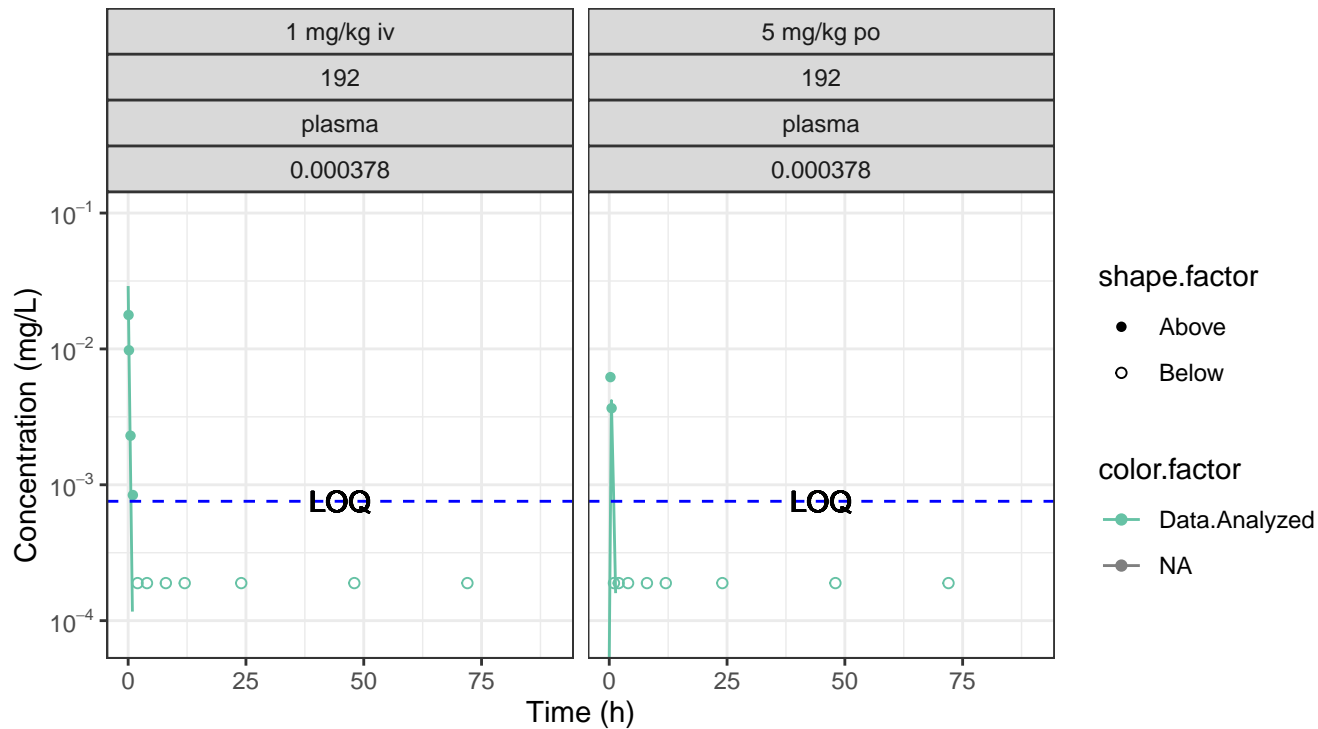 1 mg/kg iv
192
plasma
0.000378
5 mg/kg po
192
plasma
0.000378
Concentration (mg/L)
10⁻¹
10⁻²
10⁻³
10⁻⁴
LOQ
LOQ
0 25 50 75
0 25 50 75
Time (h)
shape.factor
Above
Below
color.factor
Data.Analyzed
NA